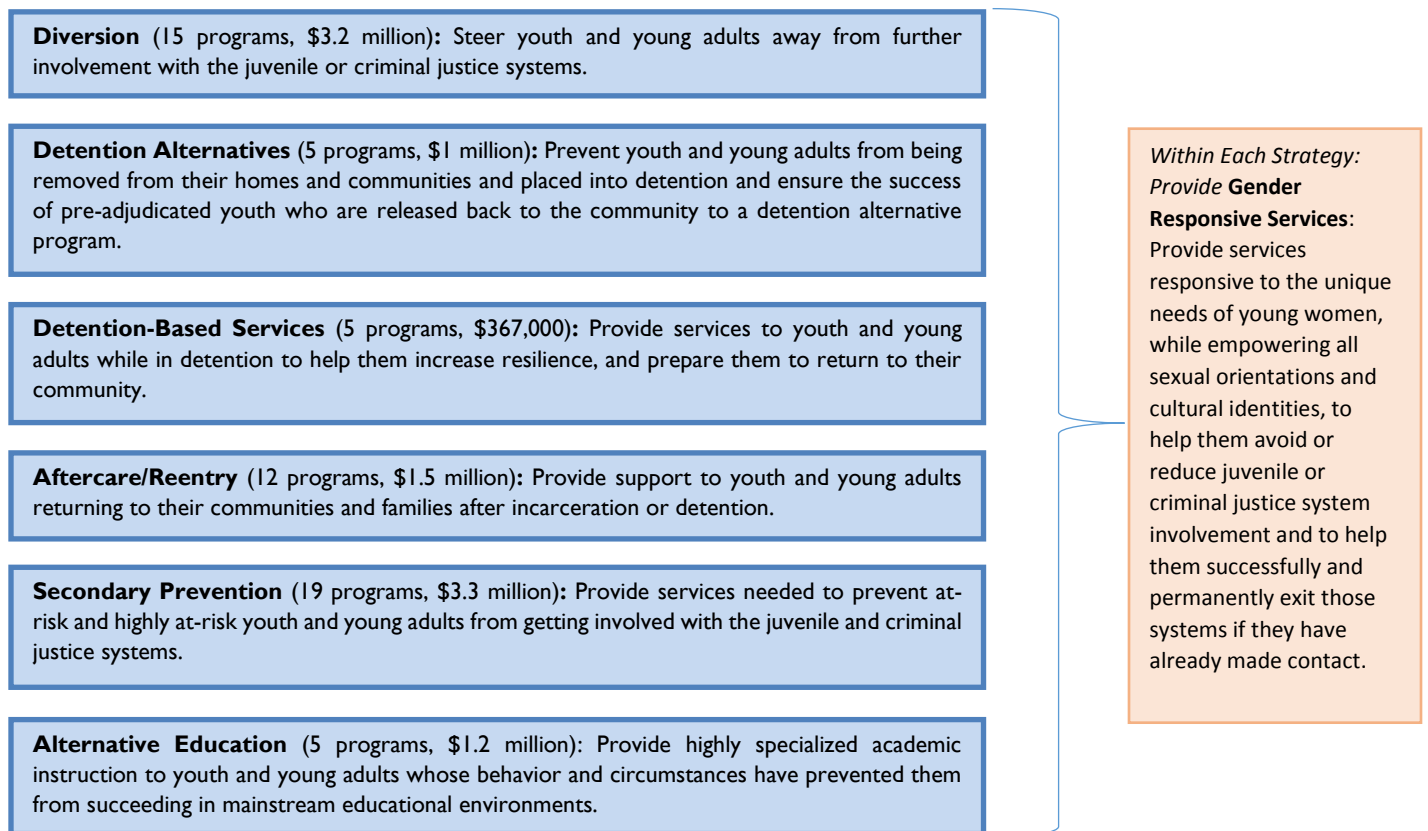 Diversion (15 programs, $3.2 million): Steer youth and young adults away from further
involvement with the juvenile or criminal justice systems.
Detention Alternatives (5 programs, $1 million): Prevent youth and young adults from being
removed from their homes and communities and placed into detention and ensure the success
of pre-adjudicated youth who are released back to the community to a detention alternative
program.
Detention-Based Services (5 programs, $367,000): Provide services to youth and young
adults while in detention to help them increase resilience, and prepare them to return to their
community.
Aftercare/Reentry (12 programs, $1.5 million): Provide support to youth and young adults
returning to their communities and families after incarceration or detention.
Secondary Prevention (19 programs, $3.3 million): Provide services needed to prevent at-
risk and highly at-risk youth and young adults from getting involved with the juvenile and criminal
justice systems.
Alternative Education (5 programs, $1.2 million): Provide highly specialized academic
instruction to youth and young adults whose behavior and circumstances have prevented them
from succeeding in mainstream educational environments.
Within Each Strategy:
Provide Gender
Responsive Services:
Provide services
responsive to the unique
needs of young women,
while empowering all
sexual orientations and
cultural identities, to
help them avoid or
reduce juvenile or
criminal justice system
involvement and to help
them successfully and
permanently exit those
systems if they have
already made contact.